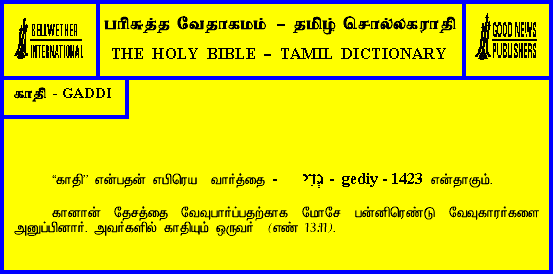 BELLWETHER
INTERNATIONAL
பரிசுத்த வேதாகமம் – தமிழ் சொல்லகராதி
THE HOLY BIBLE – TAMIL DICTIONARY
GOOD NEWS
PUBLISHERS
காதி - GADDI
“காதி” என்பதன் எபிரெய வார்த்தை - גְּדִי - gediy - 1423 என்தாகும்.
கானான் தேசத்தை வேவுபார்ப்பதற்காக மோசே பன்னிரெண்டு வேவுகாரர்களை
அனுப்பினார். அவர்களில் காதியும் ஒருவர் (எண் 13:11).